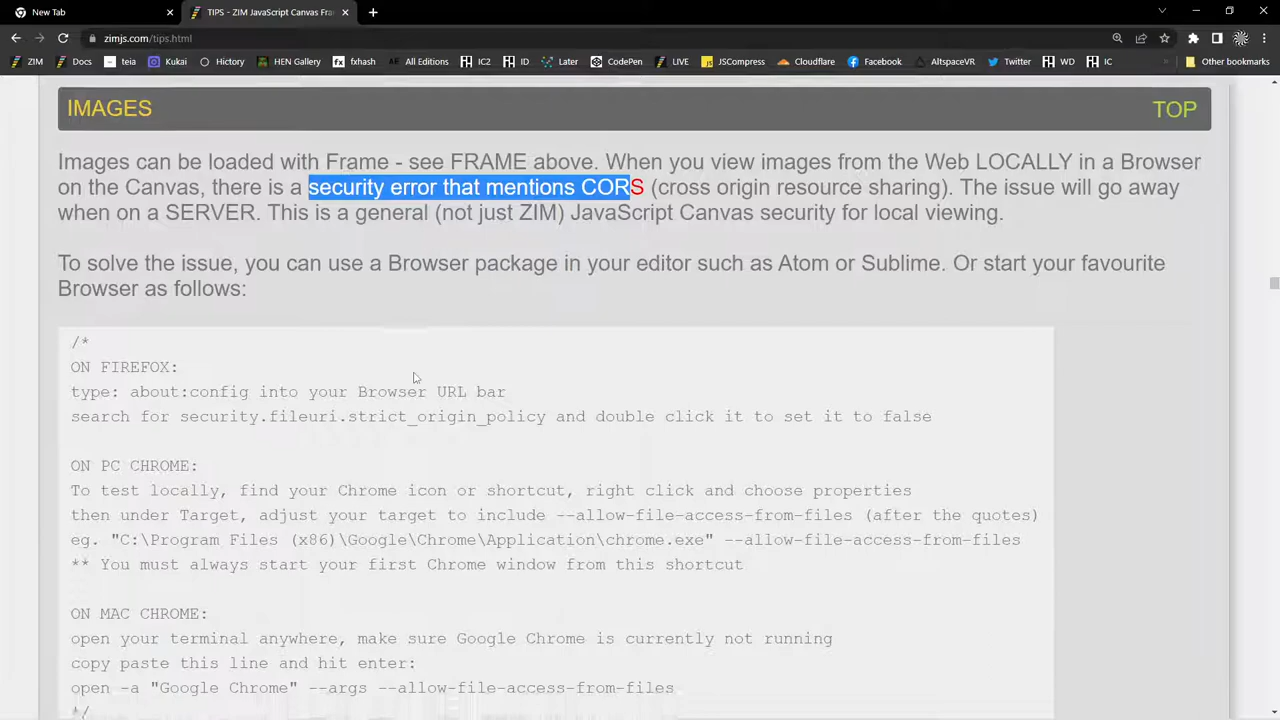 New Tab
TIPS - ZIM JavaScript Canvas Fram
zimjs.com/tips.html
ZIM Docs teia Kukai Hictory HEN Gallery fxhash All Editions IC2 ID Later CodePen LIVE JSCompress Cloudflare Facebook AltspaceVR Twitter WD IC » Other bookmarks
IMAGES TOP
Images can be loaded with Frame - see FRAME above. When you view images from the Web LOCALLY in a Browser
on the Canvas, there is a security error that mentions CORS (cross origin resource sharing). The issue will go away
when on a SERVER. This is a general (not just ZIM) JavaScript Canvas security for local viewing.
To solve the issue, you can use a Browser package in your editor such as Atom or Sublime. Or start your favourite
Browser as follows:
/*
ON FIREFOX:
type: about:config into your Browser URL bar
search for security.fileuri.strict_origin_policy and double click it to set it to false
ON PC CHROME:
To test locally, find your Chrome icon or shortcut, right click and choose properties
then under Target, adjust your target to include --allow-file-access-from-files (after the quotes)
eg. "C:\Program Files (x86)\Google\Chrome\Application\chrome.exe" --allow-file-access-from-files
** You must always start your first Chrome window from this shortcut
ON MAC CHROME:
open your terminal anywhere, make sure Google Chrome is currently not running
copy paste this line and hit enter:
open -a "Google Chrome" --args --allow-file-access-from-files
*/